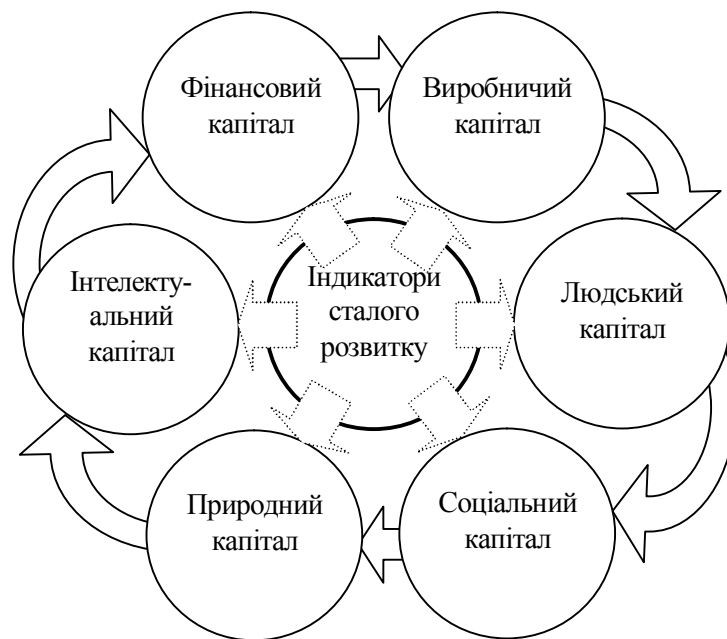 Фінансовий
капітал
Виробничий
капітал
Інтелекту-
альний
капітал
Індикатори
сталого
розвитку
Людський
капітал
Природний
капітал
Соціальний
капітал